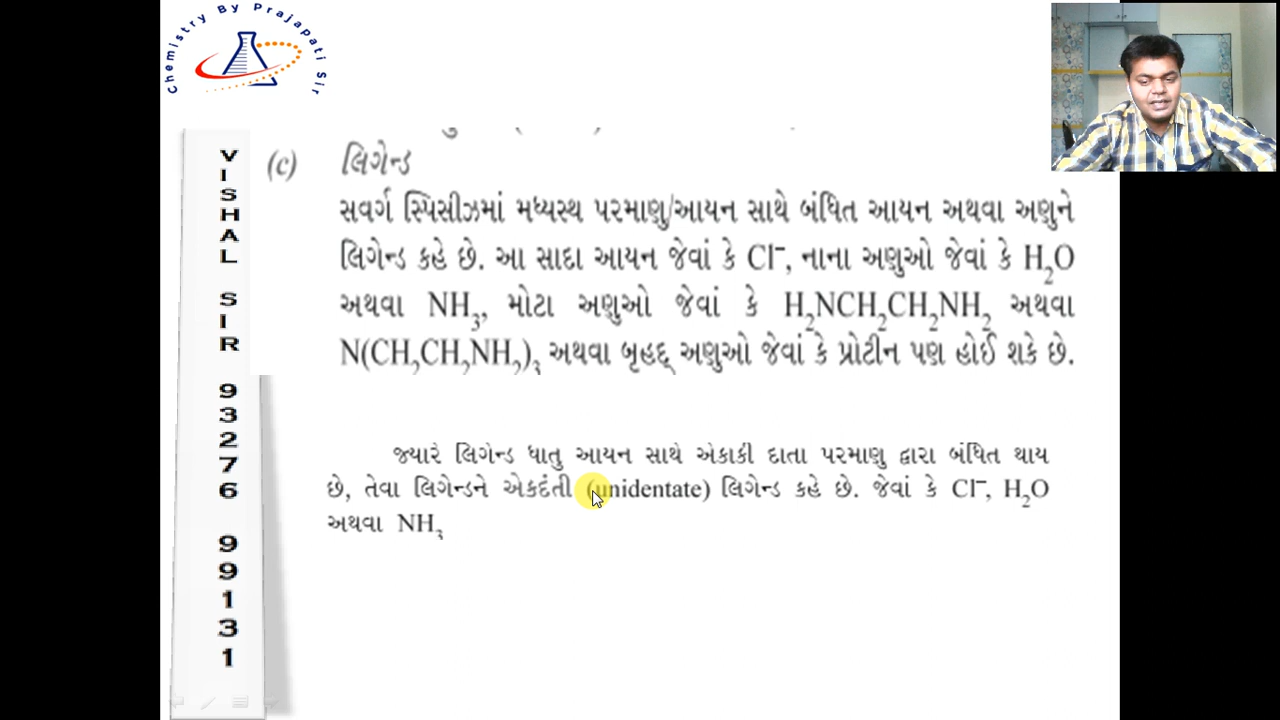 Chemistry By Prajapati Sir
VISHAL SIR 93276 99131
(c) લિગેન્ડ
સવર્ગ સ્પિસીઝમાં મધ્યસ્થ પરમાણુ/આયન સાથે બંધિત આયન અથવા અણુને
લિગેન્ડ કહે છે. આ સાદા આયન જેવાં કે Cl⁻, નાના અણુઓ જેવાં કે H₂O
અથવા NH₃, મોટા અણુઓ જેવાં કે H₂NCH₂CH₂NH₂ અથવા
N(CH₂CH₂NH₂)₃ અથવા બૃહદ્ અણુઓ જેવાં કે પ્રોટીન પણ હોઈ શકે છે.
જ્યારે લિગેન્ડ ધાતુ આયન સાથે એકાકી દાતા પરમાણુ દ્વારા બંધિત થાય
છે, તેવા લિગેન્ડને એકદંતી (unidentate) લિગેન્ડ કહે છે. જેવાં કે Cl⁻, H₂O
અથવા NH₃